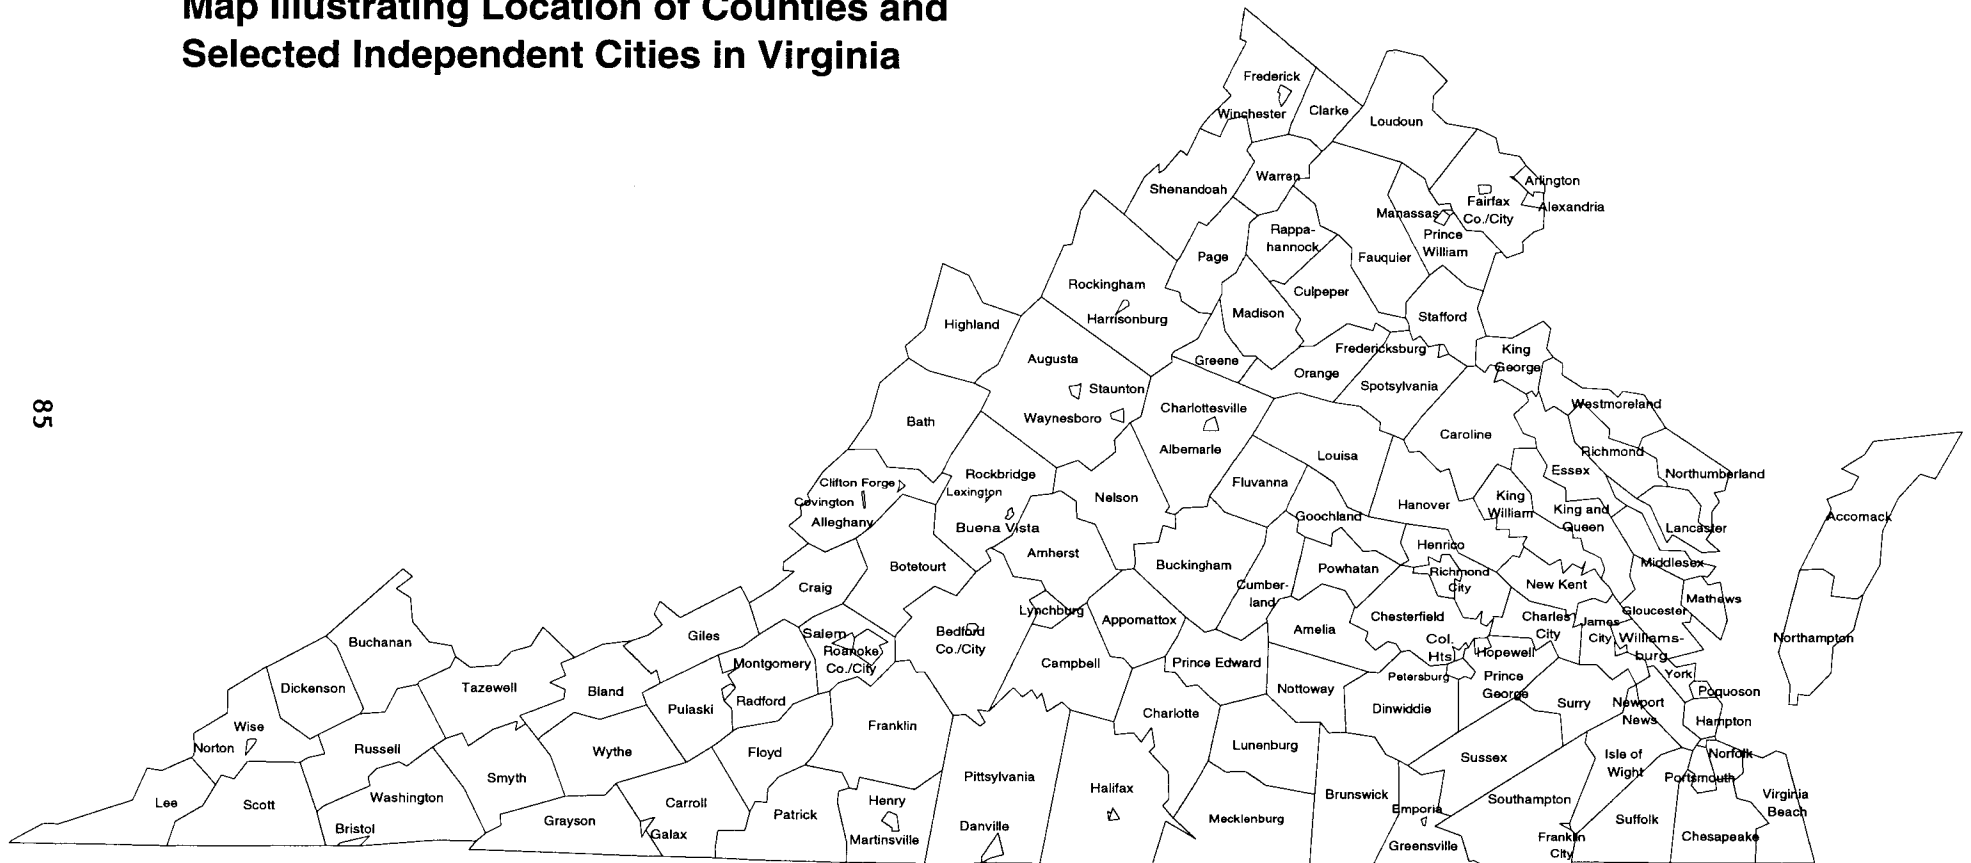 Map Illustrating Location of Counties and
Selected Independent Cities in Virginia
Frederick
Winchester
Clarke
Loudoun
Warren
Shenandoah
Arlington
Alexandria
Fairfax
Co./City
Manassas
Prince
William
Rappa-
hannock
Page
Fauquier
Rockingham
Harrisonburg
Culpeper
Madison
Stafford
Highland
Augusta
Greene
Fredericksburg
King
George
Orange
Spotsylvania
Staunton
Waynesboro
Charlottesville
Albemarle
Westmoreland
Bath
Caroline
Louisa
Richmond
Essex
Northumberland
Rockbridge
Lexington
Clifton Forge
Covington
Alleghany
Buena Vista
Nelson
Fluvanna
Hanover
King
William
King and
Queen
Lancaster
Accomack
Goochland
Henrico
Amherst
Botetourt
Buckingham
Cumber-
land
Powhatan
Richmond
City
New Kent
Middlesex
Mathews
Gloucester
Craig
Lynchburg
Appomattox
Amelia
Chesterfield
Charles
City
James
City
Williams-
burg
Northampton
Buchanan
Giles
Salem
Roanoke
Co./City
Bedford
Co./City
Col.
Hts.
Hopewell
Montgomery
Campbell
Prince Edward
Petersburg
Prince
George
York
Poquoson
Dickenson
Tazewell
Bland
Pulaski
Radford
Nottoway
Dinwiddie
Surry
Newport
News
Hampton
Wise
Norton
Russell
Wythe
Floyd
Franklin
Charlotte
Lunenburg
Sussex
Isle of
Wight
Norfolk
Portsmouth
Lee
Scott
Washington
Smyth
Bristol
Grayson
Carroll
Galax
Patrick
Henry
Martinsville
Pittsylvania
Danville
Halifax
Mecklenburg
Brunswick
Emporia
Greensville
Southampton
Franklin
City
Suffolk
Chesapeake
Virginia
Beach
85